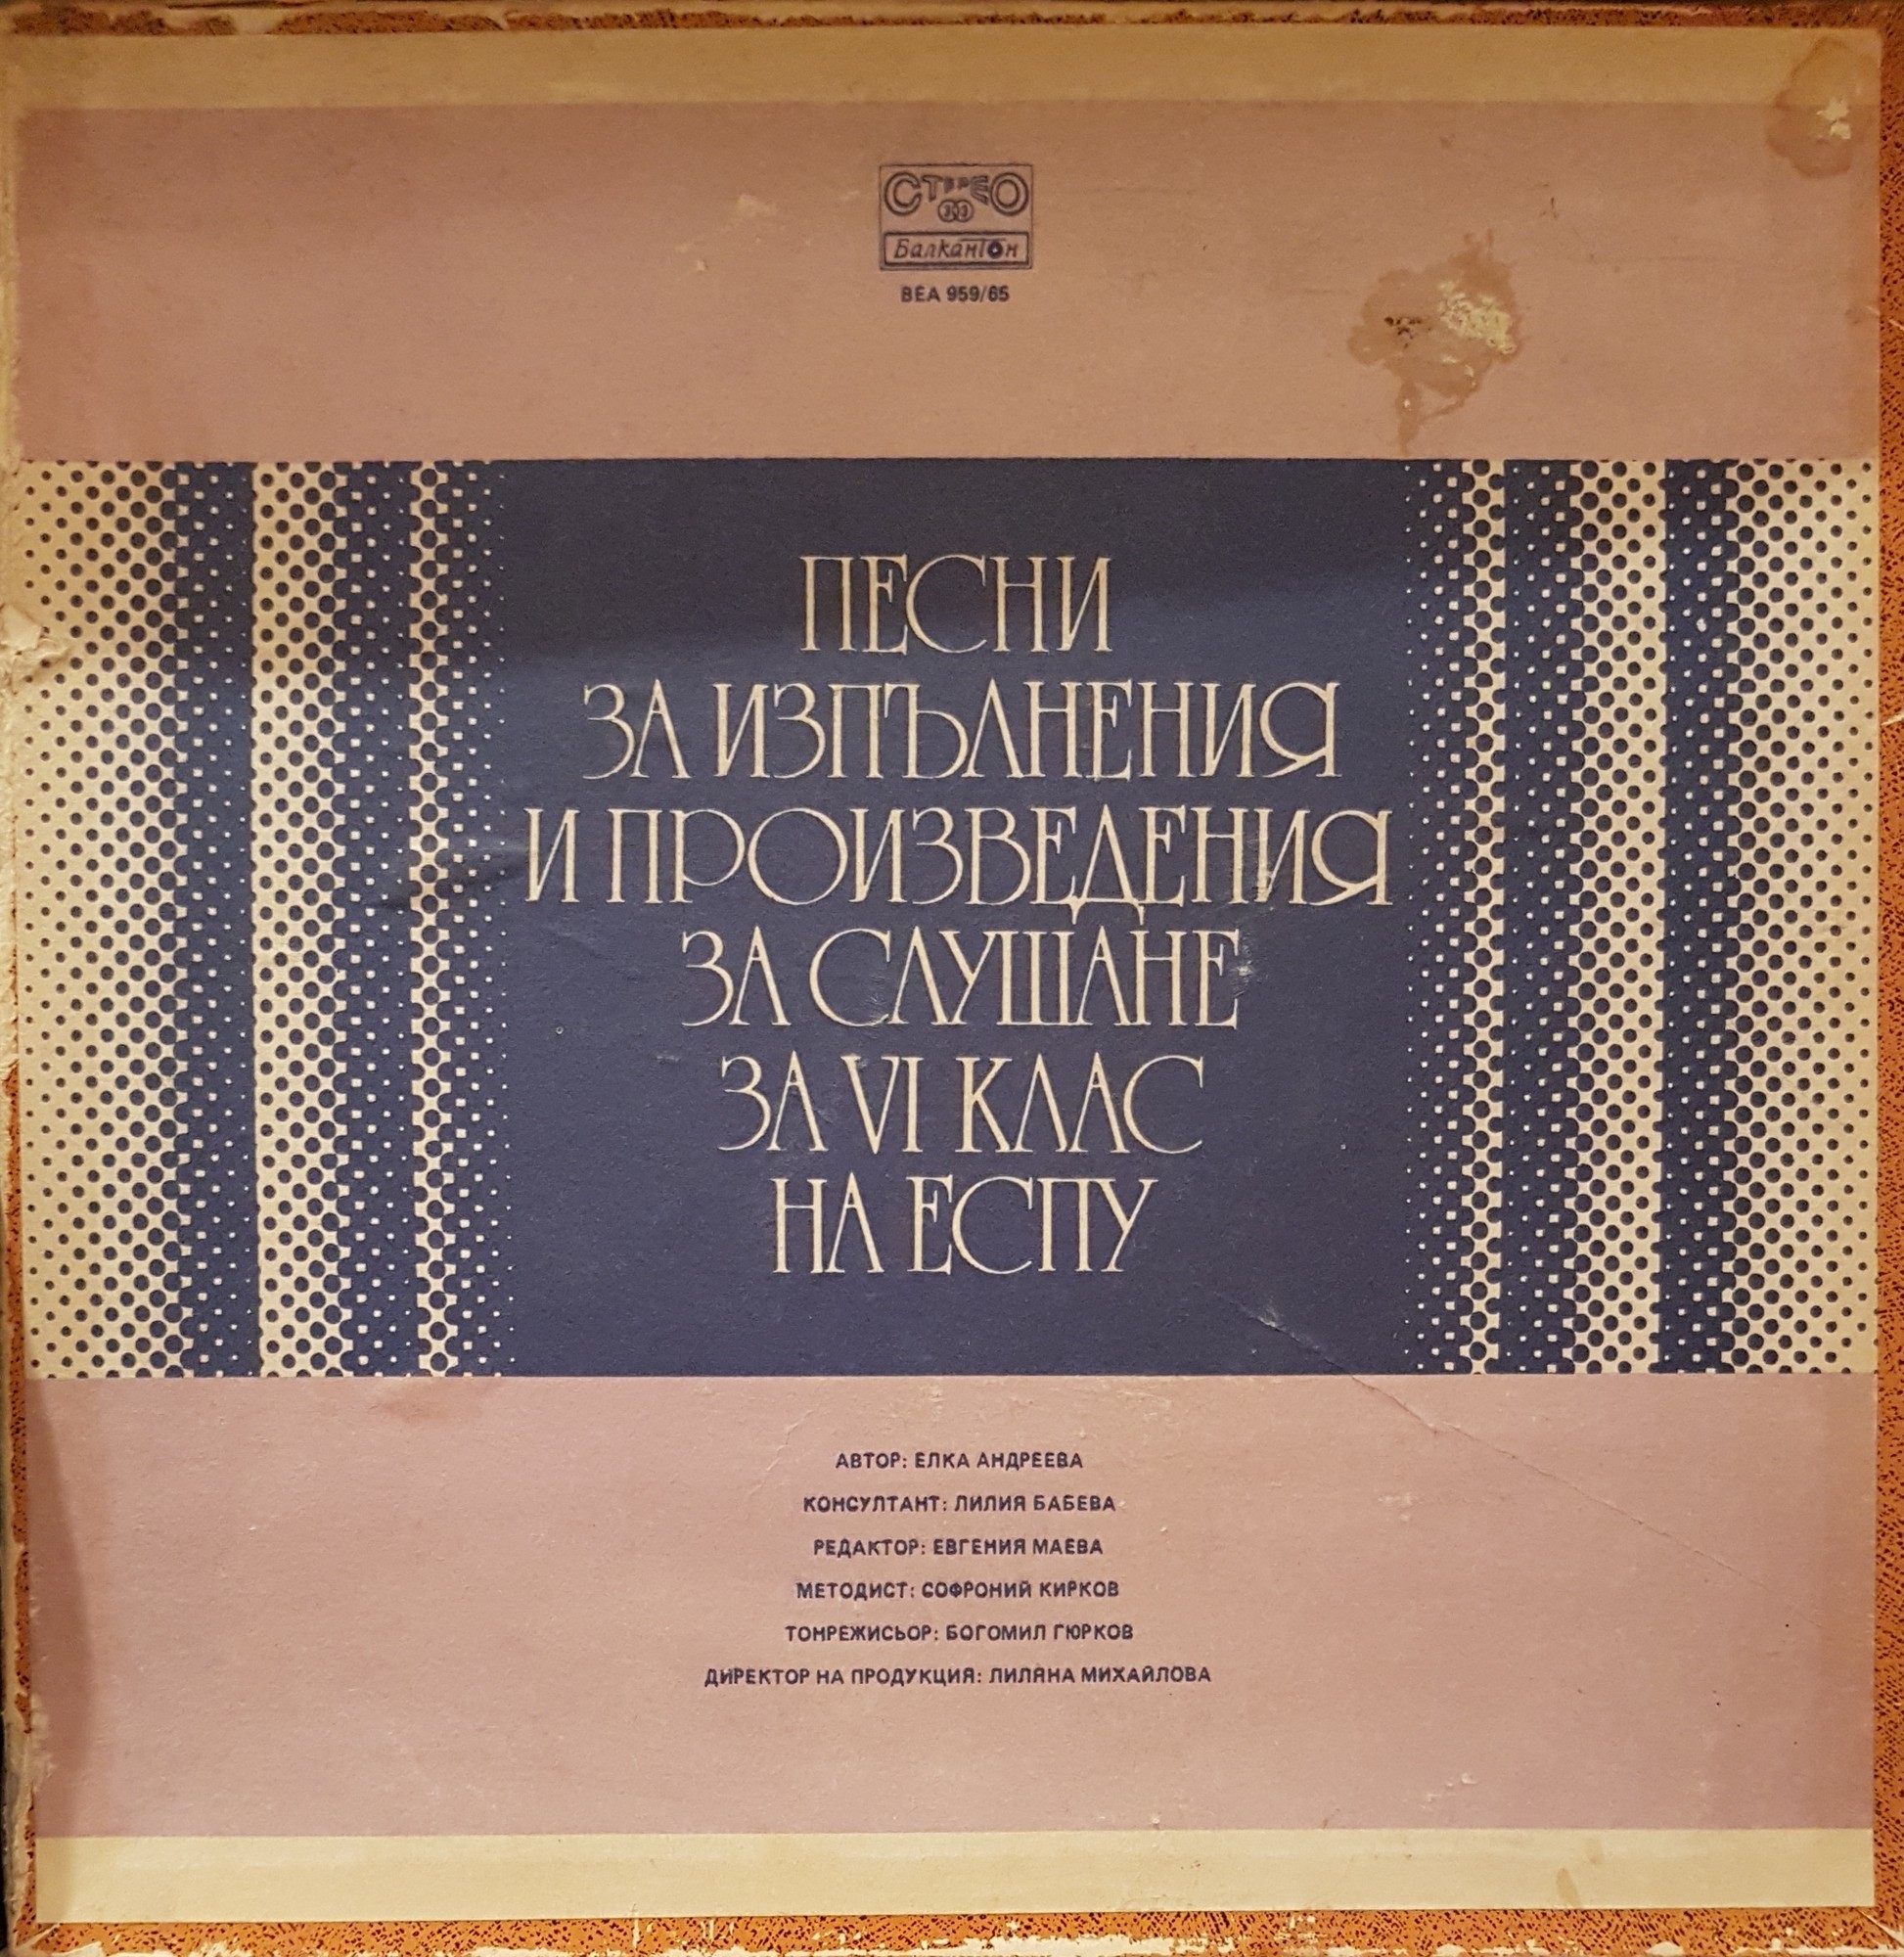 СТЕРЕО
33
Балкантон
ВЕА 959/65
ПЕСНИ
ЗА ИЗПЪЛНЕНИЯ
И ПРОИЗВЕДЕНИЯ
ЗА СЛУШАНЕ
ЗА VI КЛАС
НА ЕСПУ
АВТОР: ЕЛКА АНДРЕЕВА
КОНСУЛТАНТ: ЛИЛИЯ БАБЕВА
РЕДАКТОР: ЕВГЕНИЯ МАЕВА
МЕТОДИСТ: СОФРОНИЙ КИРКОВ
ТОНРЕЖИСЬОР: БОГОМИЛ ГЮРКОВ
ДИРЕКТОР НА ПРОДУКЦИЯ: ЛИЛЯНА МИХАЙЛОВА